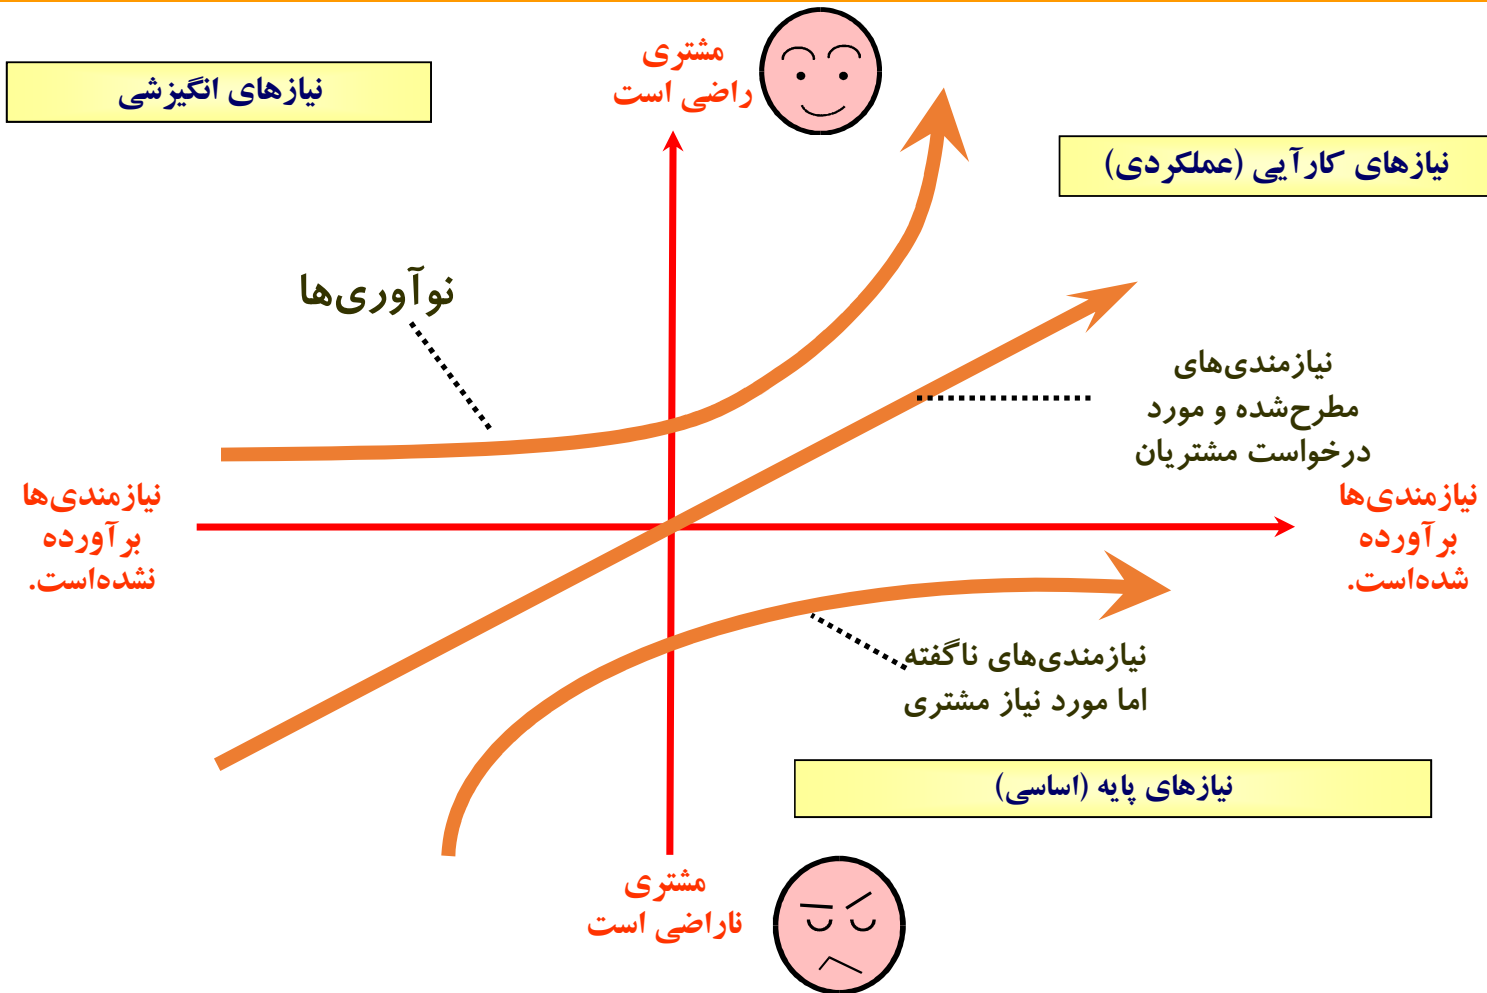 مشتری
راضی است
نیازهای انگیزشی
نیازهای کارآیی (عملکردی)
نوآوری‌ها
نیازمندی‌های
مطرح‌شده و مورد
درخواست مشتریان
نیازمندی‌ها
برآورده
شده‌است.
نیازمندی‌ها
برآورده
نشده‌است.
نیازمندی‌های ناگفته
اما مورد نیاز مشتری
نیازهای پایه (اساسی)
مشتری
ناراضی است